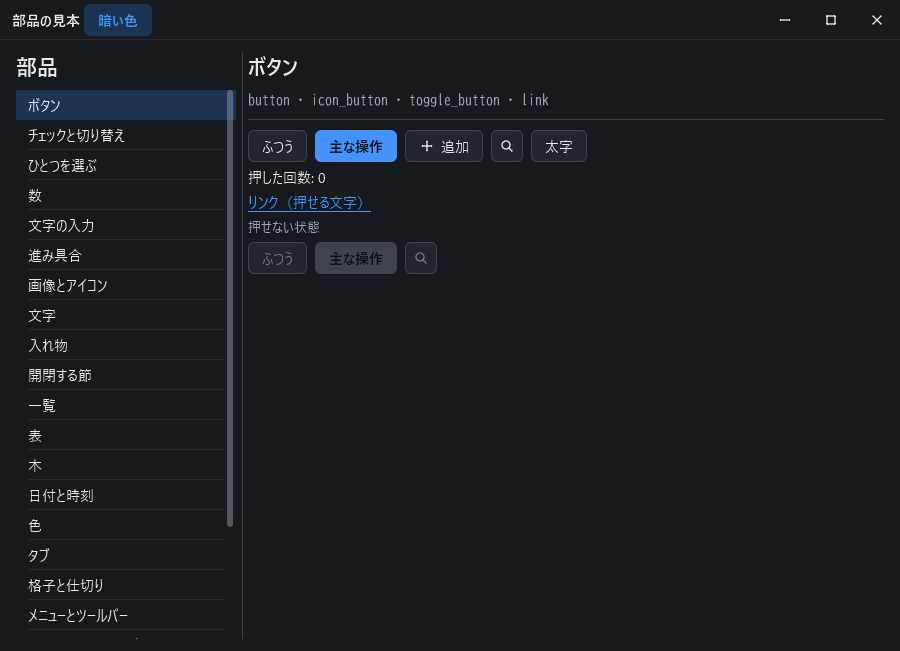 部品の見本 暗い色
部品
ボタン
チェックと切り替え
ひとつを選ぶ
数
文字の入力
進み具合
画像とアイコン
文字
入れ物
開閉する節
一覧
表
木
日付と時刻
色
タブ
格子と仕切り
メニューとツールバー
ボタン
button · icon_button · toggle_button · link
ふつう 主な操作 追加 太字
押した回数: 0
リンク（押せる文字）
押せない状態
ふつう 主な操作